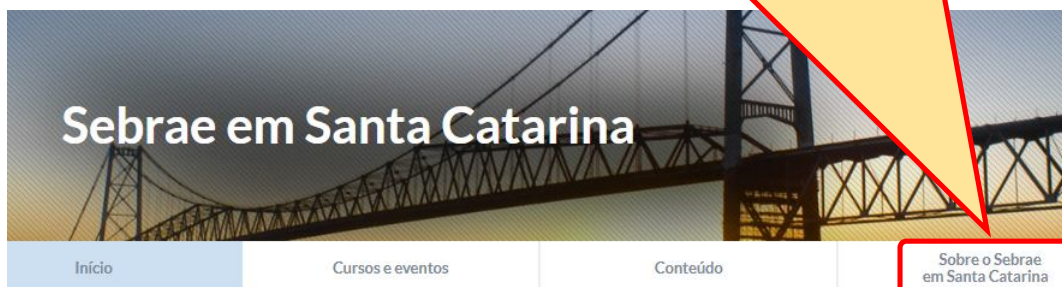 Sebrae em Santa Catarina
Início
Cursos e eventos
Conteúdo
Sobre o Sebrae
em Santa Catarina